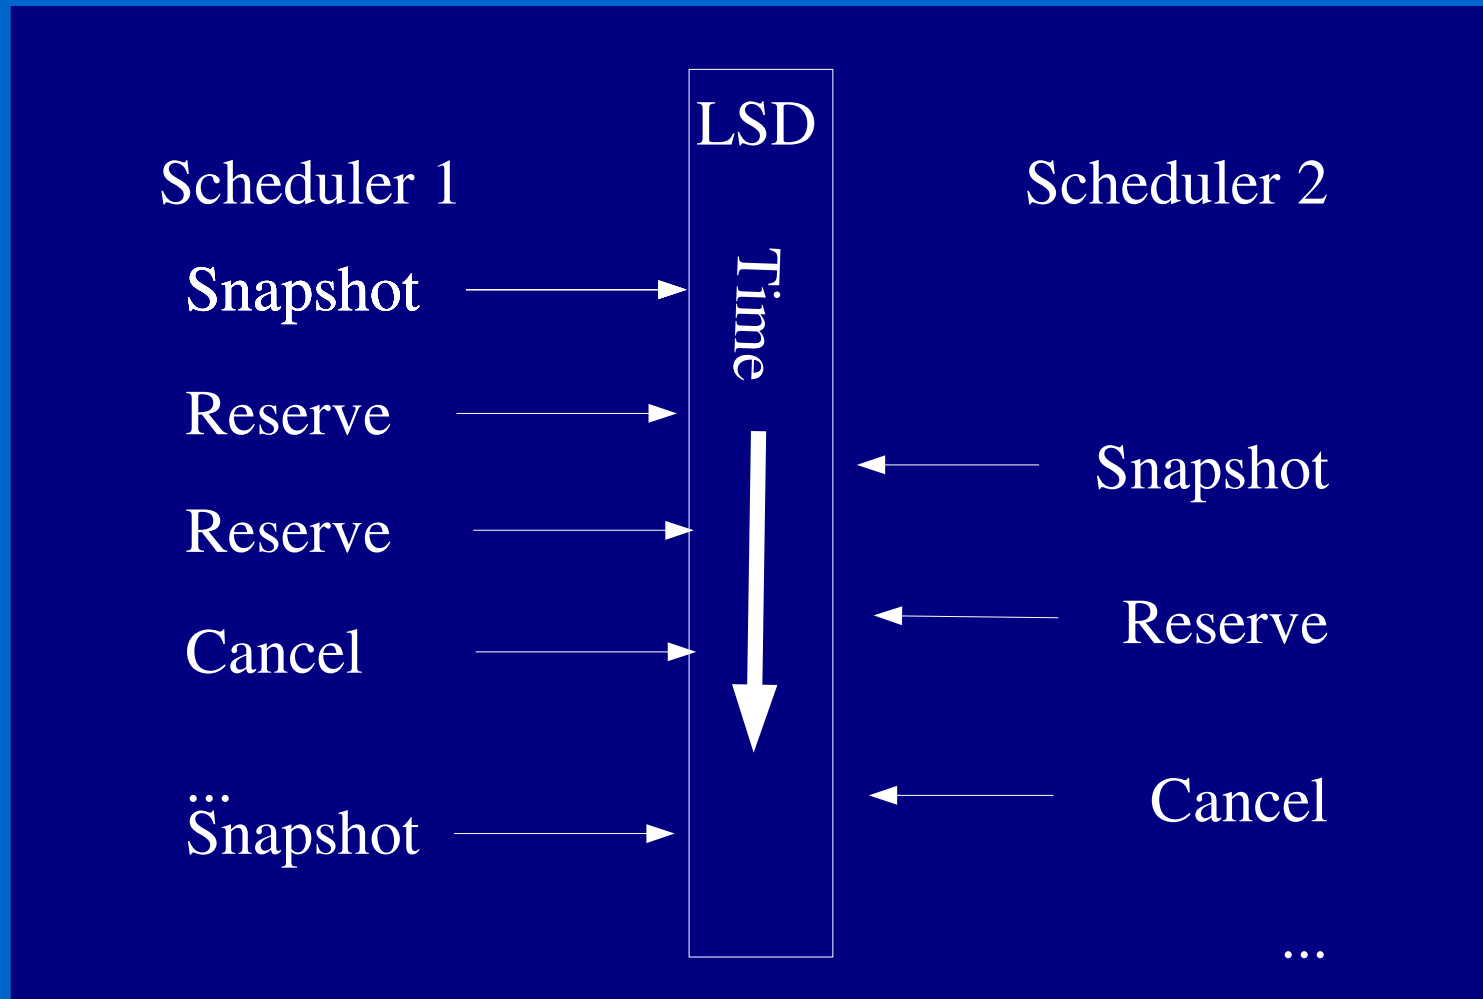 LSD
Scheduler 1
Scheduler 2
Time
Snapshot
Reserve
Snapshot
Reserve
Reserve
Cancel
...
Cancel
Snapshot
...